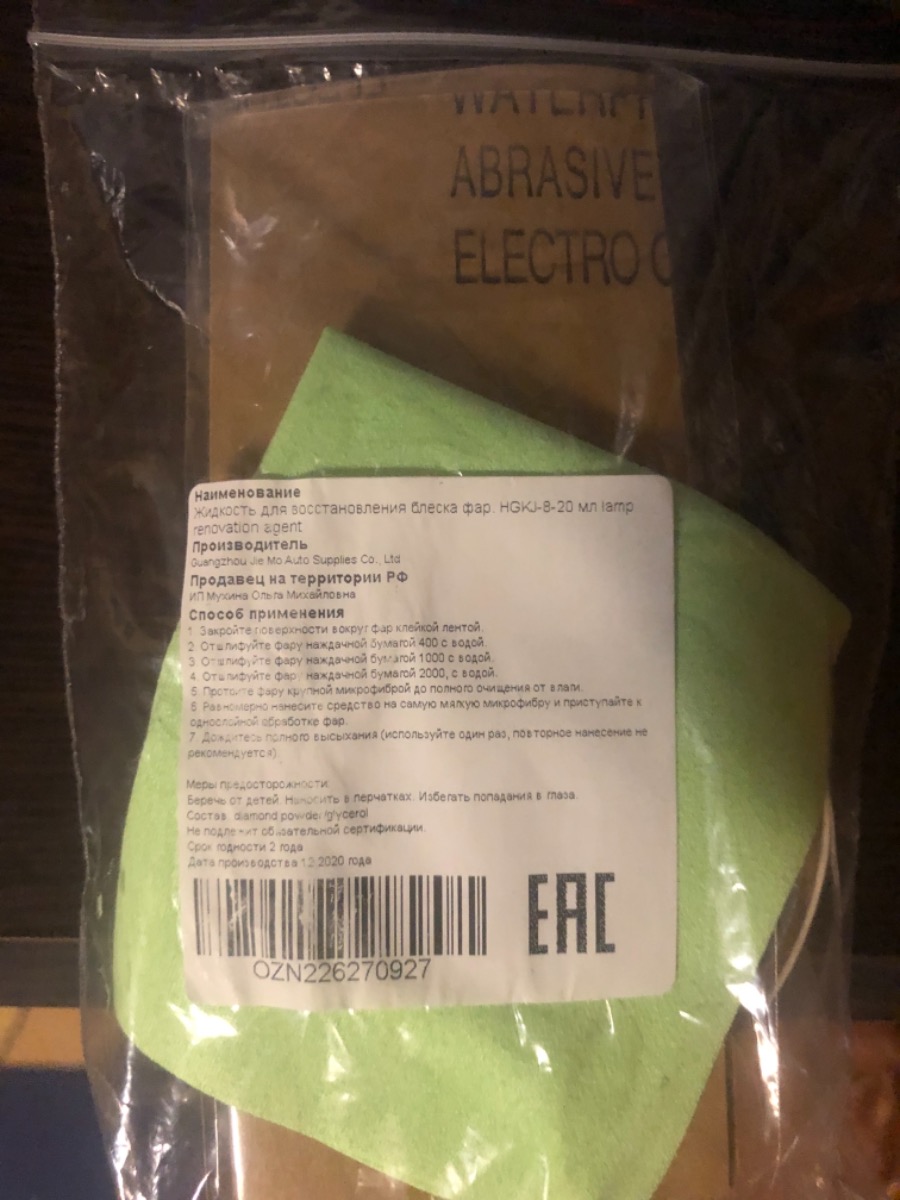 ABRASIVE
ELECTRO C
Наименование
Жидкость для восстановления блеска фар. HGKJ-8-20 мл lamp
renovation agent
Производитель
Guangzhou Jie Mo Auto Supplies Co., Ltd
Продавец на территории РФ
ИП Мухина Ольга Михайловна
Способ применения
1. Закройте поверхности вокруг фар клейкой лентой.
2. Отшлифуйте фару наждачной бумагой 400 с водой.
3. Отшлифуйте фару наждачной бумагой 1000 с водой.
4. Отшлифуйте фару наждачной бумагой 2000, с водой.
5. Протрите фару крупной микрофиброй до полного очищения от влаги.
6. Равномерно нанесите средство на самую мягкую микрофибру и приступайте к
однослойной обработке фар.
7. Дождитесь полного высыхания (используйте один раз, повторное нанесение не
рекомендуется).
Меры предосторожности:
Беречь от детей. Наносить в перчатках. Избегать попадания в глаза.
Состав: diamond powder/glycerol
Не подлежит обязательной сертификации.
Срок годности 2 года
Дата производства 12.2020 года
EAC
OZN226270927